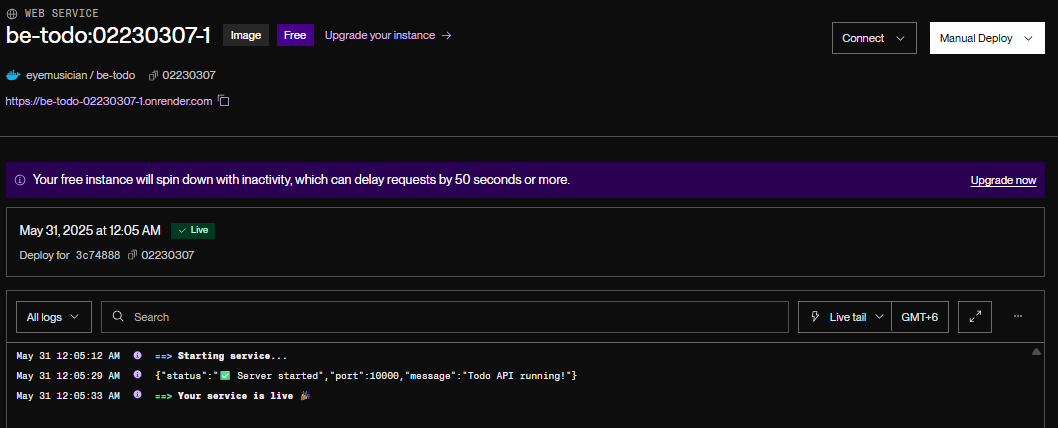 WEB SERVICE
be-todo:02230307-1 Image Free Upgrade your instance →
Connect Manual Deploy
eyemusician / be-todo 02230307
https://be-todo-02230307-1.onrender.com
Your free instance will spin down with inactivity, which can delay requests by 50 seconds or more. Upgrade now
May 31, 2025 at 12:05 AM ✓ Live
Deploy for 3c74888 02230307
All logs Search Live tail GMT+6 ...
May 31 12:05:12 AM ==> Starting service...
May 31 12:05:29 AM {"status":"✅ Server started","port":10000,"message":"Todo API running!"}
May 31 12:05:33 AM ==> Your service is live 🎉